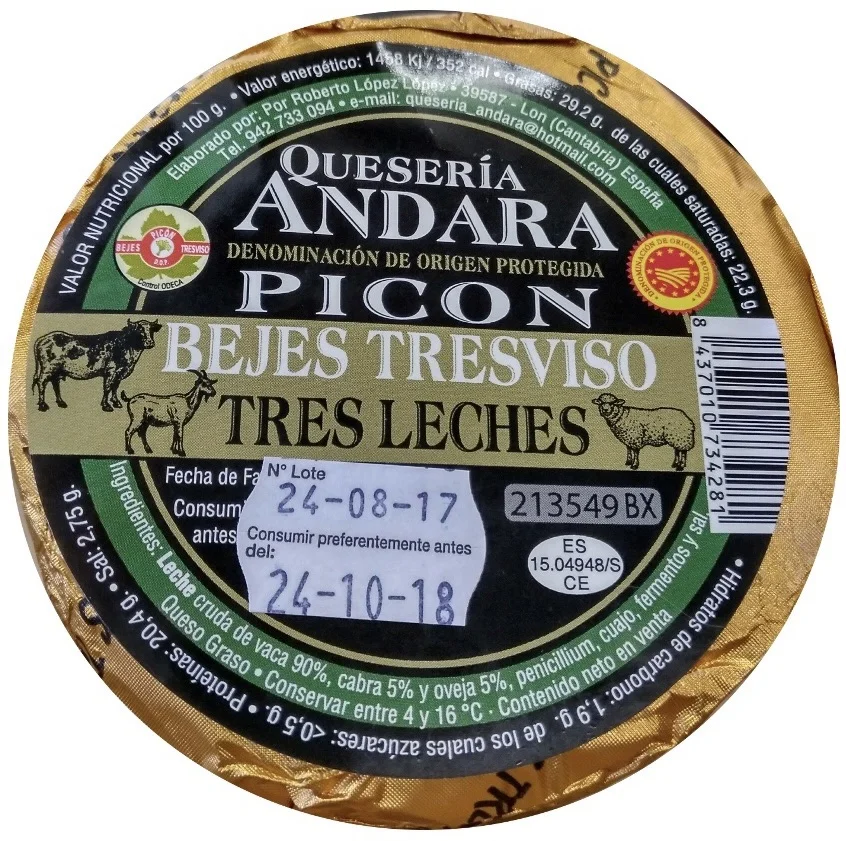 VALOR NUTRICIONAL por 100 g. • Valor energético: 1458 Kj / 352 cal • Grasas: 29,2 g. de las cuales saturadas: 22,3 g.
Elaborado por: Por Roberto López López • 39587 - Lon (Cantabria) España
Tel. 942 733 094 • e-mail: queseria_andara@hotmail.com
QUESERÍA
ANDARA
DENOMINACIÓN DE ORIGEN PROTEGIDA
PICON
PICÓN
BEJES TRESVISO
D.O.P.
Control ODECA
DENOMINACIÓN DE ORIGEN PROTEGIDA
BEJES TRESVISO
TRES LECHES
8 437010 734281
Fecha de Fa
Consum
antes
N° Lote
24-08-17
Consumir preferentemente antes
del:
24-10-18
213549 BX
ES
15.04948/S
CE
Ingredientes: Leche cruda de vaca 90%, cabra 5% y oveja 5%, penicillium, cuajo, fermentos y sal
Queso Graso • Conservar entre 4 y 16 °C · Contenido neto en venta
• Hidratos de carbono: 1,9 g. de los cuales azúcares: <0,5 g. • Proteínas: 20,4 g. • Sal: 2,75 g.